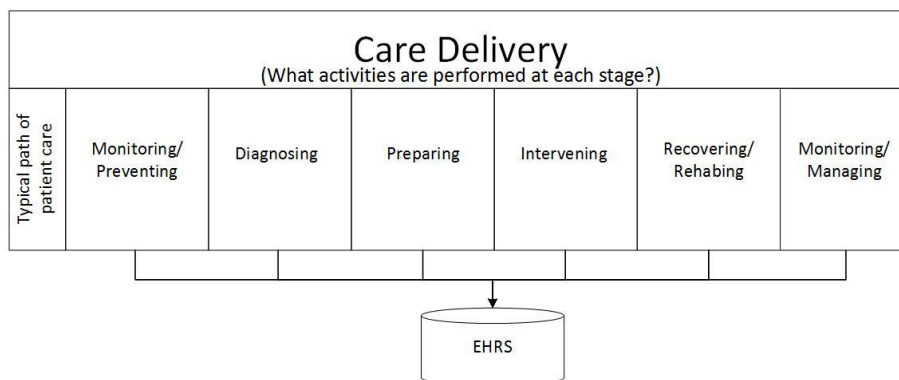 Care Delivery
(What activities are performed at each stage?)
Typical path of
patient care
Monitoring/
Preventing
Diagnosing
Preparing
Intervening
Recovering/
Rehabing
Monitoring/
Managing
EHRS